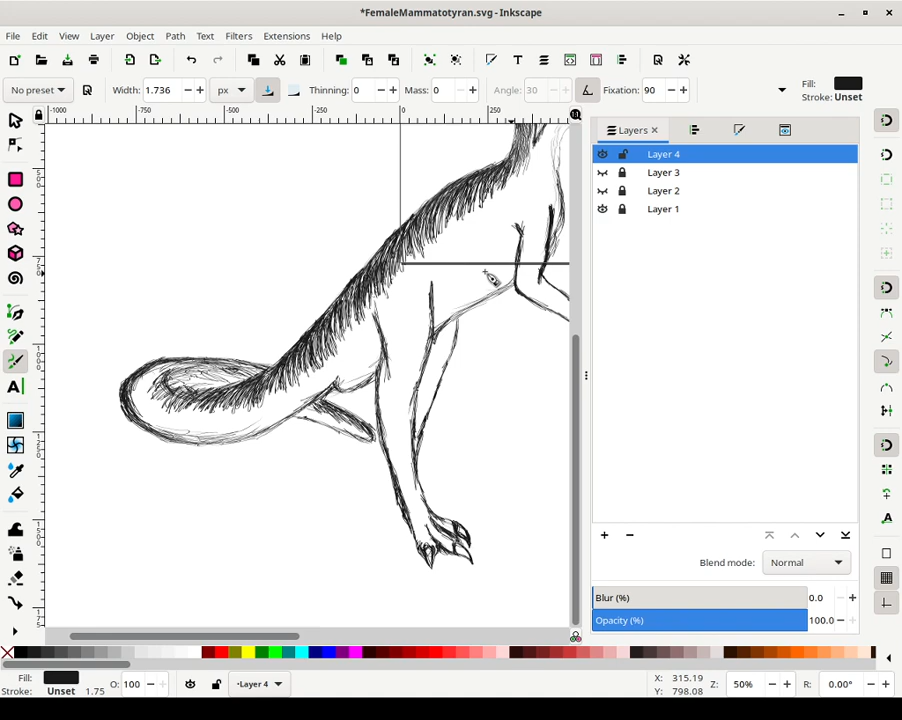 *FemaleMammatotyran.svg - Inkscape
File Edit View Layer Object Path Text Filters Extensions Help
No preset Width: 1.736 px Thinning: 0 Mass: 0 Angle: 30 Fixation: 90 Fill: Stroke: Unset
-1000 -750 -500 -250 0 250
Layers
Layer 4
Layer 3
Layer 2
Layer 1
Blend mode: Normal
Blur (%) 0.0
Opacity (%) 100.0
Fill:
Stroke: Unset 1.75 O: 100 •Layer 4 X: 315.19 Y: 798.08 Z: 50% R: 0.00°